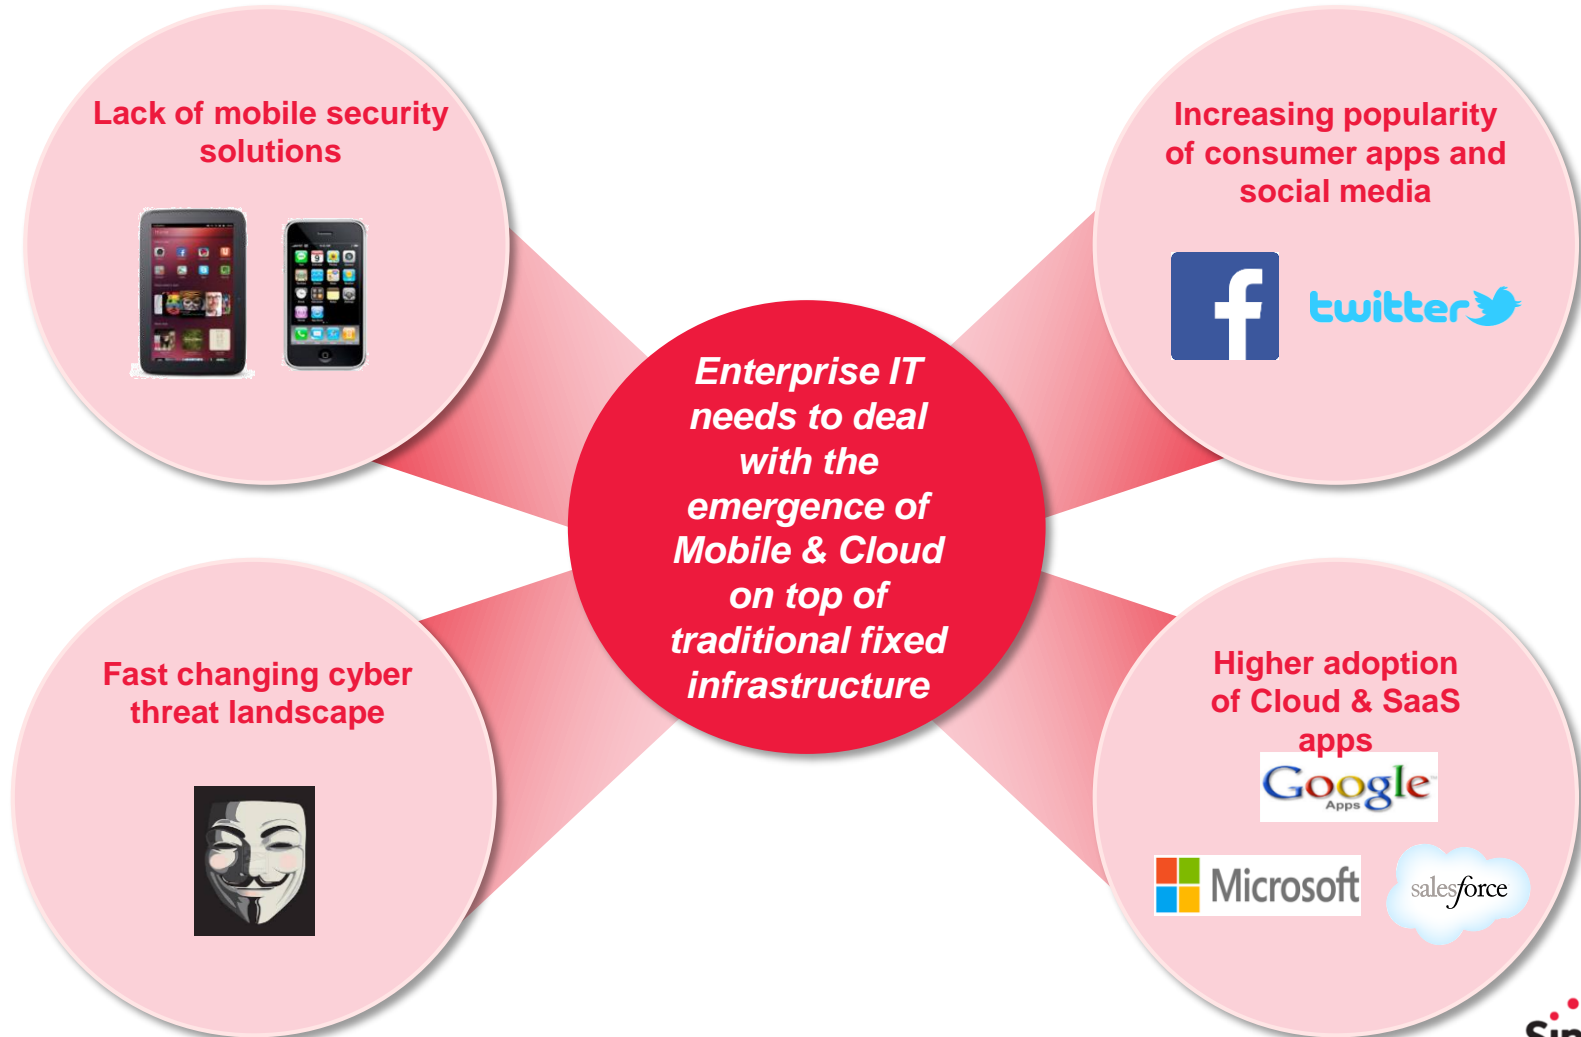 Lack of mobile security
solutions
Increasing popularity
of consumer apps and
social media
twitter
Enterprise IT
needs to deal
with the
emergence of
Mobile & Cloud
on top of
traditional fixed
infrastructure
Fast changing cyber
threat landscape
Higher adoption
of Cloud & SaaS
apps
Google
Apps
Microsoft
salesforce